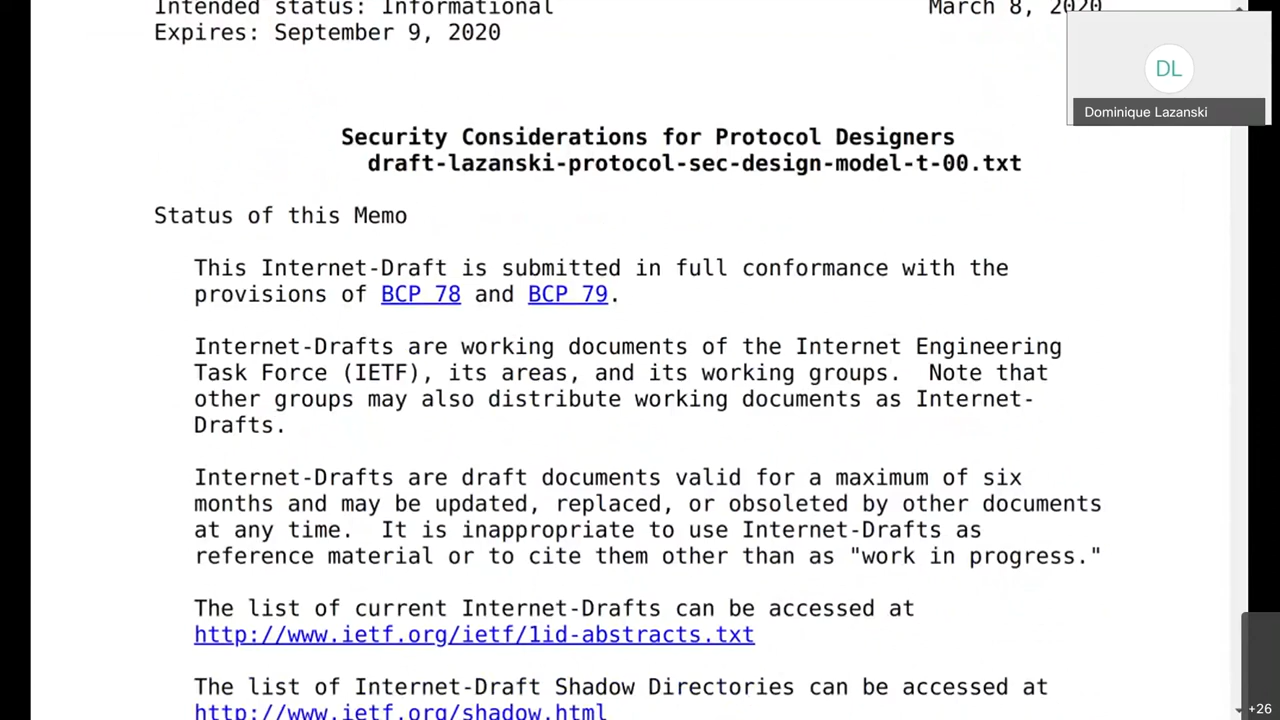 Intended status: Informational March 8, 2020
Expires: September 9, 2020
DL
Dominique Lazanski
Security Considerations for Protocol Designers
draft-lazanski-protocol-sec-design-model-t-00.txt
Status of this Memo
This Internet-Draft is submitted in full conformance with the
provisions of BCP 78 and BCP 79.
Internet-Drafts are working documents of the Internet Engineering
Task Force (IETF), its areas, and its working groups. Note that
other groups may also distribute working documents as Internet-
Drafts.
Internet-Drafts are draft documents valid for a maximum of six
months and may be updated, replaced, or obsoleted by other documents
at any time. It is inappropriate to use Internet-Drafts as
reference material or to cite them other than as "work in progress."
The list of current Internet-Drafts can be accessed at
http://www.ietf.org/ietf/1id-abstracts.txt
The list of Internet-Draft Shadow Directories can be accessed at
http://www.ietf.org/shadow.html
+26